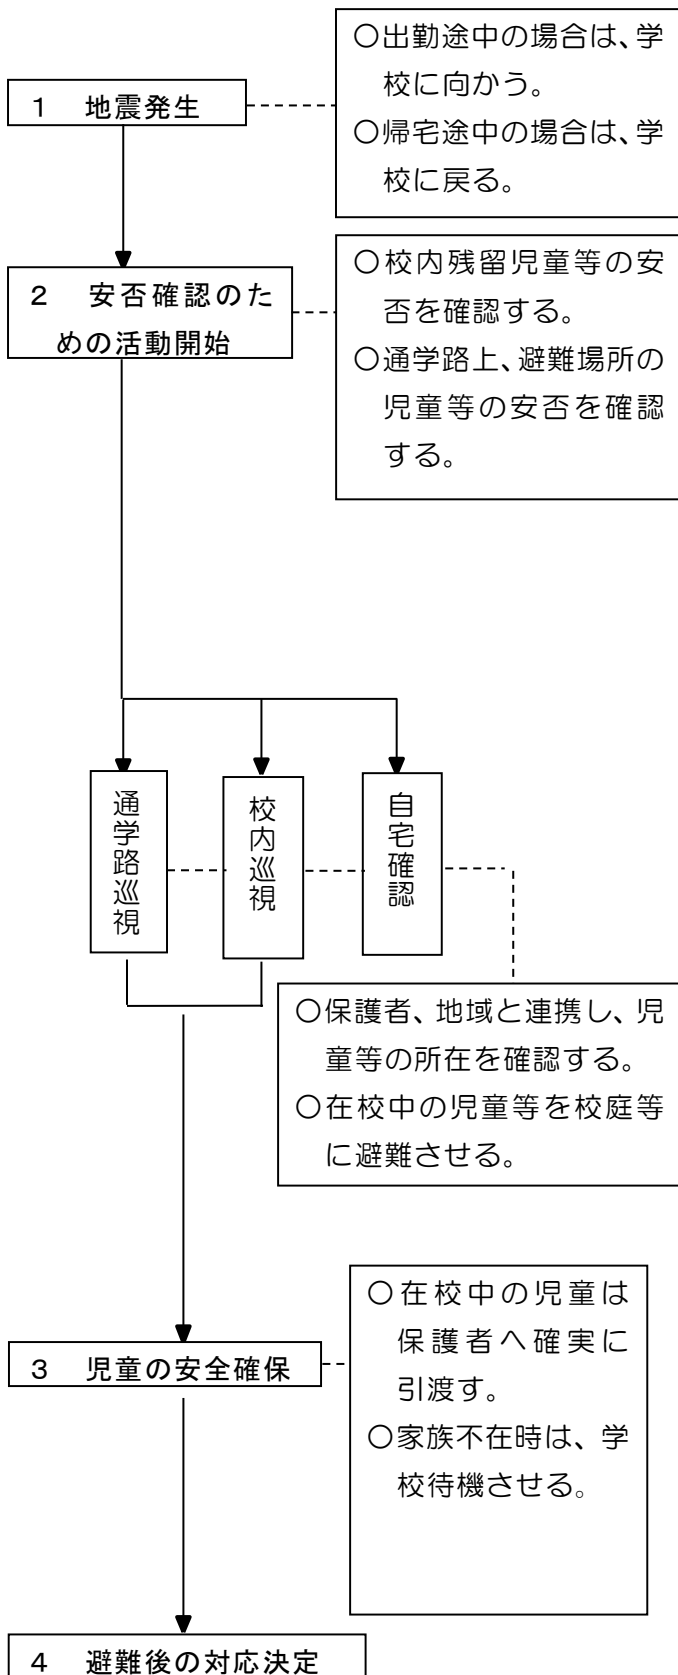 １　地震発生
〇出勤途中の場合は、学
校に向かう。
〇帰宅途中の場合は、学
校に戻る。
２　安否確認のた
めの活動開始
〇校内残留児童等の安
否を確認する。
〇通学路上、避難場所の
児童等の安否を確認
する。
通学路巡視
校内巡視
自宅確認
〇保護者、地域と連携し、児
童等の所在を確認する。
〇在校中の児童等を校庭等
に避難させる。
３　児童の安全確保
〇在校中の児童は
保護者へ確実に
引渡す。
〇家族不在時は、学
校待機させる。
４　避難後の対応決定